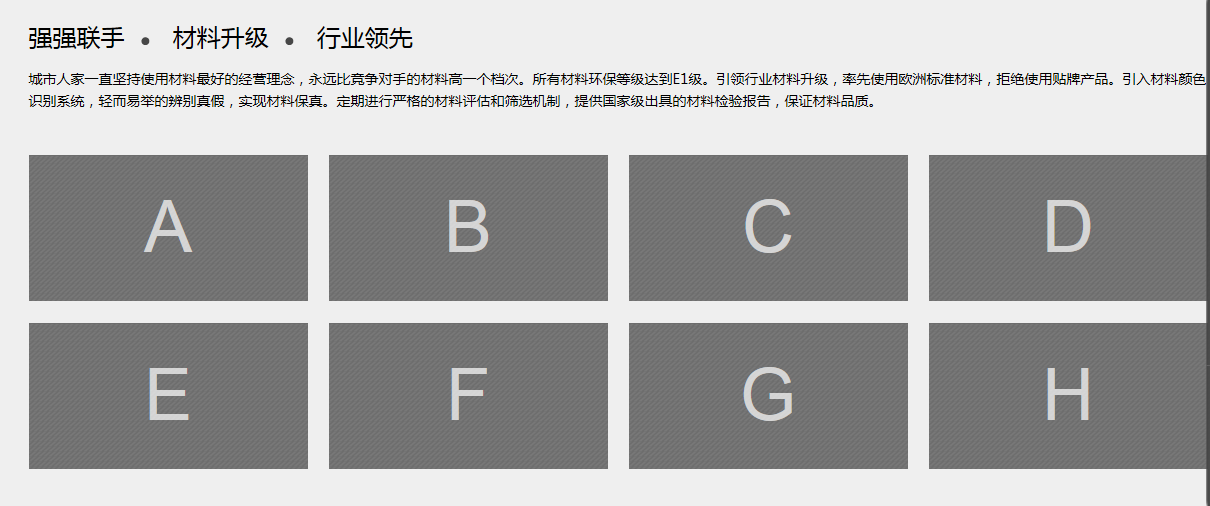 强强联手 ● 材料升级 ● 行业领先
城市人家一直坚持使用材料最好的经营理念，永远比竞争对手的材料高一个档次。所有材料环保等级达到E1级。引领行业材料升级，率先使用欧洲标准材料，拒绝使用贴牌产品。引入材料颜色
识别系统，轻而易举的辨别真假，实现材料保真。定期进行严格的材料评估和筛选机制，提供国家级出具的材料检验报告，保证材料品质。
A B C D
E F G H